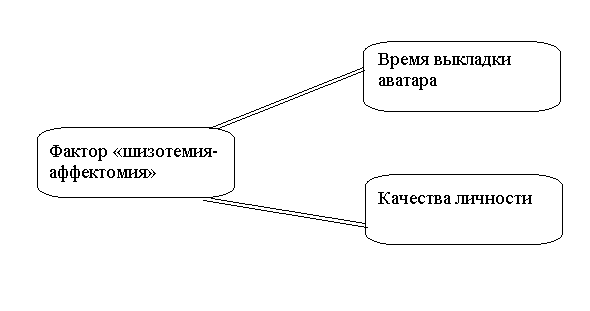 Время выкладки
аватара
Фактор «шизотемия-
аффектомия»
Качества личности